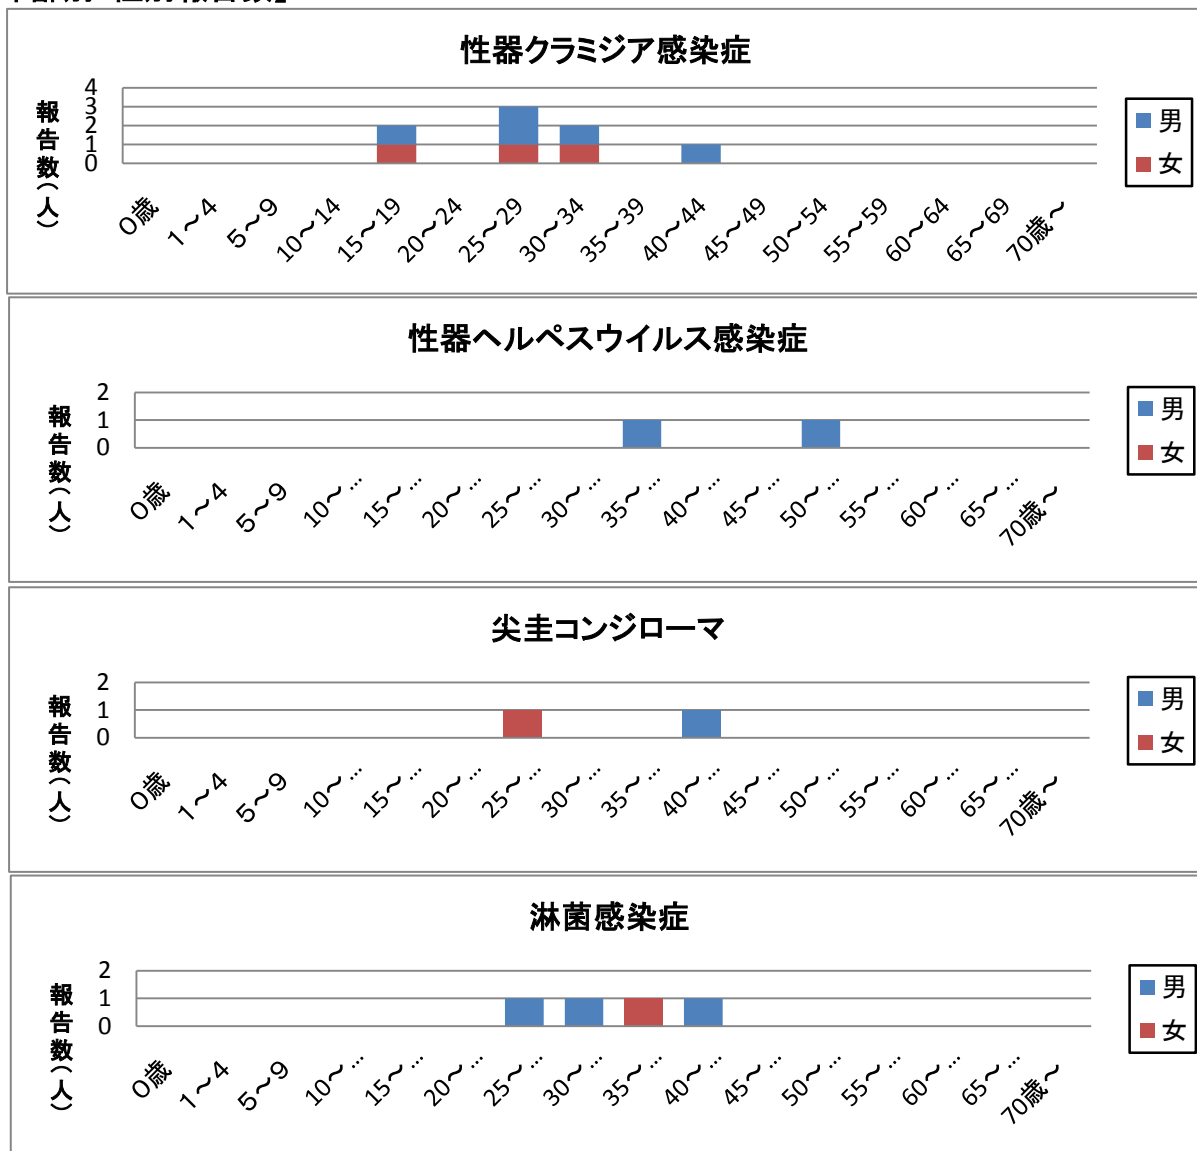 性器クラミジア感染症
報告数(人)
4
3
2
1
0
0歳 1～4 5～9 10～14 15～19 20～24 25～29 30～34 35～39 40～44 45～49 50～54 55～59 60～64 65～69 70歳～
男
女
性器ヘルペスウイルス感染症
報告数(人)
2
1
0
0歳 1～4 5～9 10～… 15～… 20～… 25～… 30～… 35～… 40～… 45～… 50～… 55～… 60～… 65～… 70歳～
男
女
尖圭コンジローマ
報告数(人)
2
1
0
0歳 1～4 5～9 10～… 15～… 20～… 25～… 30～… 35～… 40～… 45～… 50～… 55～… 60～… 65～… 70歳～
男
女
淋菌感染症
報告数(人)
2
1
0
0歳 1～4 5～9 10～… 15～… 20～… 25～… 30～… 35～… 40～… 45～… 50～… 55～… 60～… 65～… 70歳～
男
女